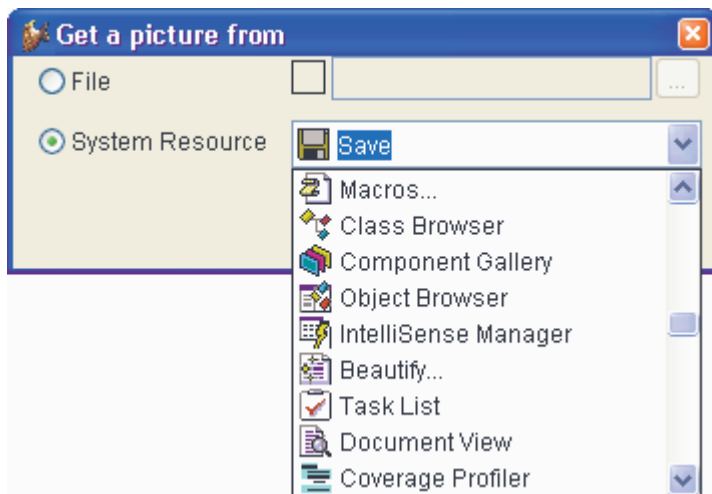 Get a picture from
File
...
System Resource
Save
Macros...
Class Browser
Component Gallery
Object Browser
IntelliSense Manager
Beautify...
Task List
Document View
Coverage Profiler